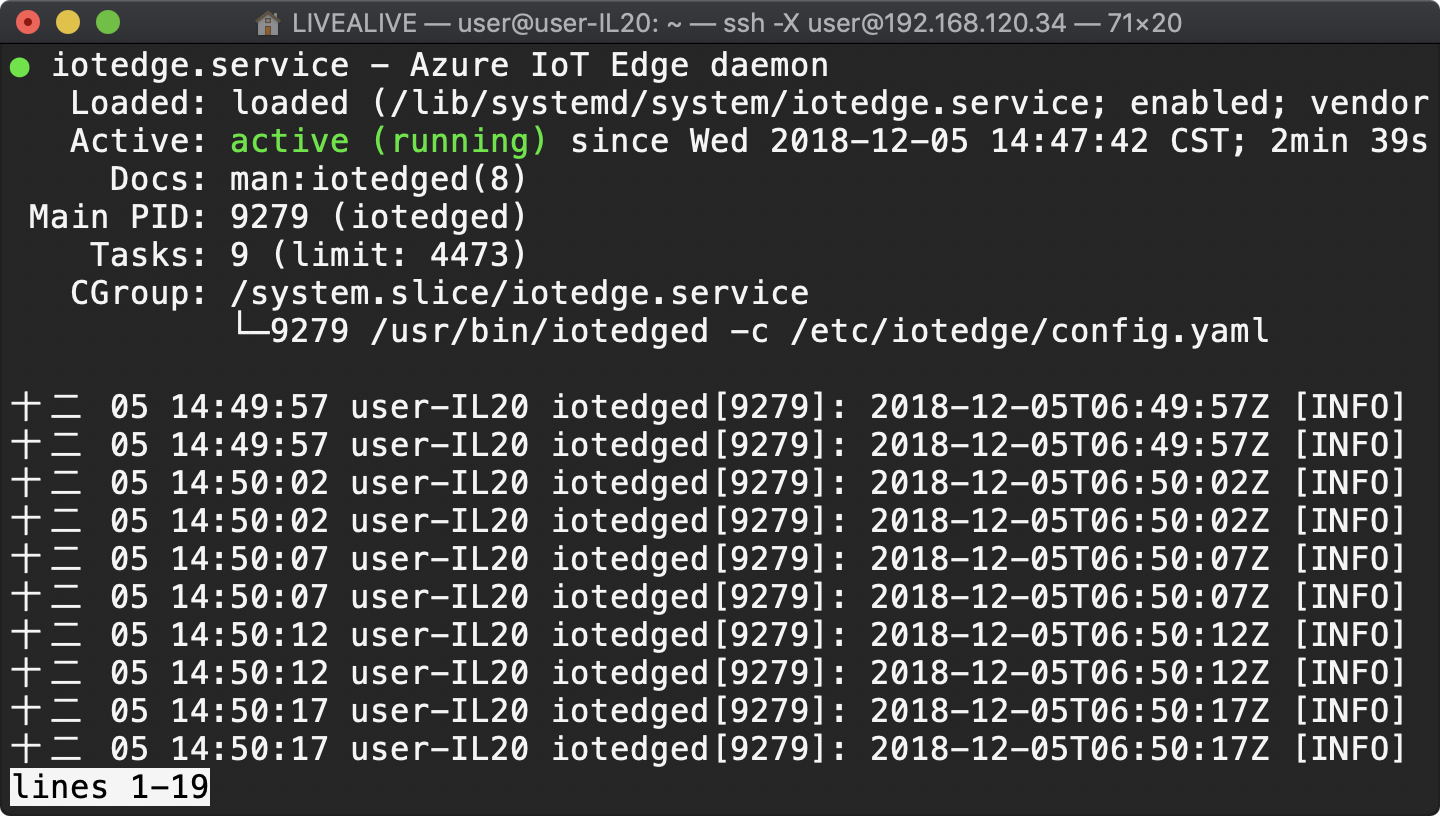 LIVEALIVE — user@user-IL20: ~ — ssh -X user@192.168.120.34 — 71×20
● iotedge.service - Azure IoT Edge daemon
Loaded: loaded (/lib/systemd/system/iotedge.service; enabled; vendor
Active: active (running) since Wed 2018-12-05 14:47:42 CST; 2min 39s
Docs: man:iotedged(8)
Main PID: 9279 (iotedged)
Tasks: 9 (limit: 4473)
CGroup: /system.slice/iotedge.service
└─9279 /usr/bin/iotedged -c /etc/iotedge/config.yaml
十二 05 14:49:57 user-IL20 iotedged[9279]: 2018-12-05T06:49:57Z [INFO]
十二 05 14:49:57 user-IL20 iotedged[9279]: 2018-12-05T06:49:57Z [INFO]
十二 05 14:50:02 user-IL20 iotedged[9279]: 2018-12-05T06:50:02Z [INFO]
十二 05 14:50:02 user-IL20 iotedged[9279]: 2018-12-05T06:50:02Z [INFO]
十二 05 14:50:07 user-IL20 iotedged[9279]: 2018-12-05T06:50:07Z [INFO]
十二 05 14:50:07 user-IL20 iotedged[9279]: 2018-12-05T06:50:07Z [INFO]
十二 05 14:50:12 user-IL20 iotedged[9279]: 2018-12-05T06:50:12Z [INFO]
十二 05 14:50:12 user-IL20 iotedged[9279]: 2018-12-05T06:50:12Z [INFO]
十二 05 14:50:17 user-IL20 iotedged[9279]: 2018-12-05T06:50:17Z [INFO]
十二 05 14:50:17 user-IL20 iotedged[9279]: 2018-12-05T06:50:17Z [INFO]
lines 1-19